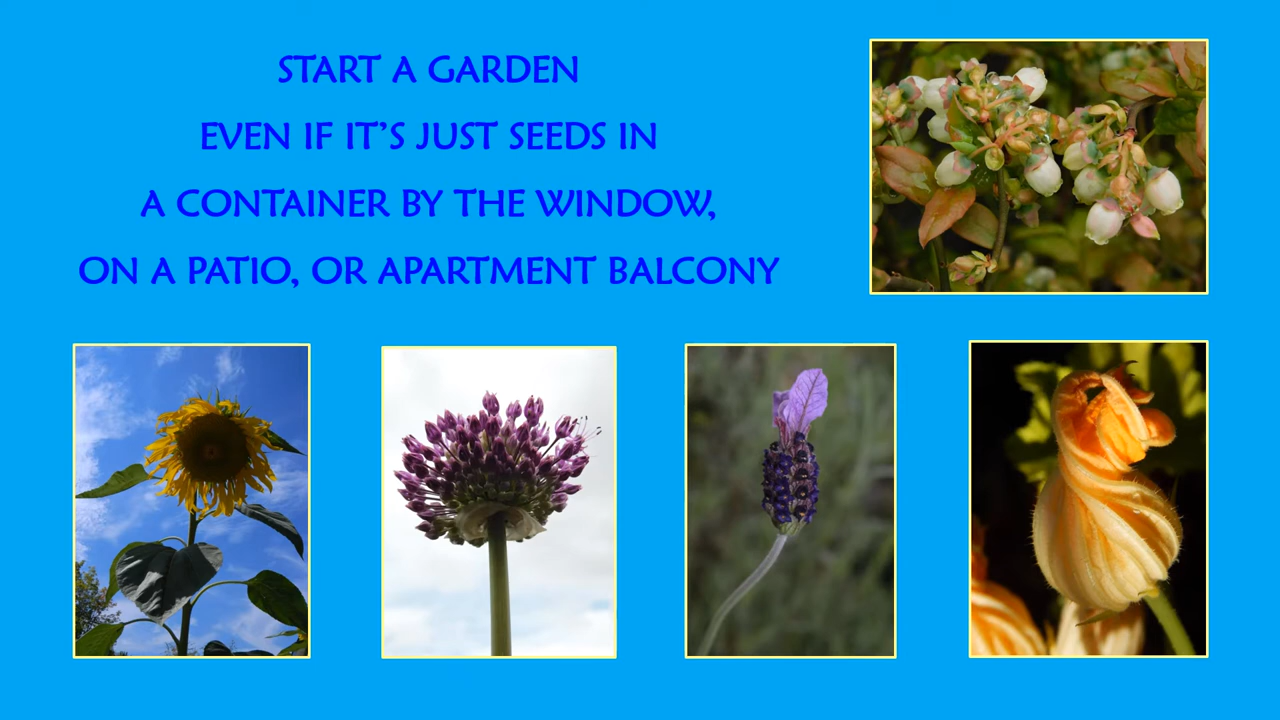 START A GARDEN
EVEN IF IT’S JUST SEEDS IN
A CONTAINER BY THE WINDOW,
ON A PATIO, OR APARTMENT BALCONY